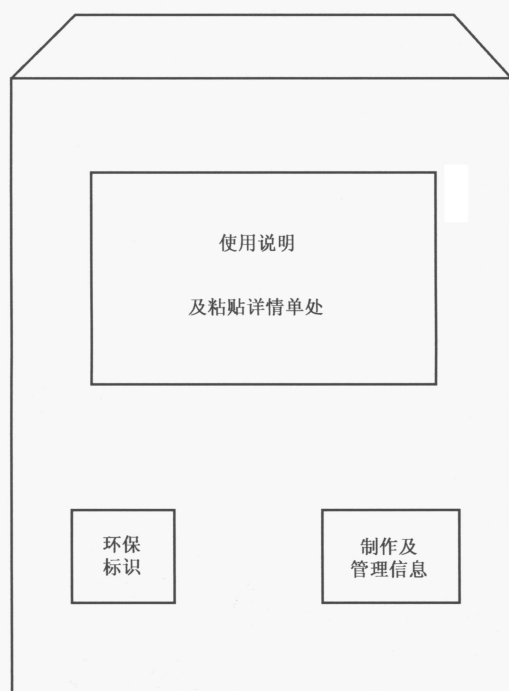 使用说明
及粘贴详情单处
环保
标识
制作及
管理信息